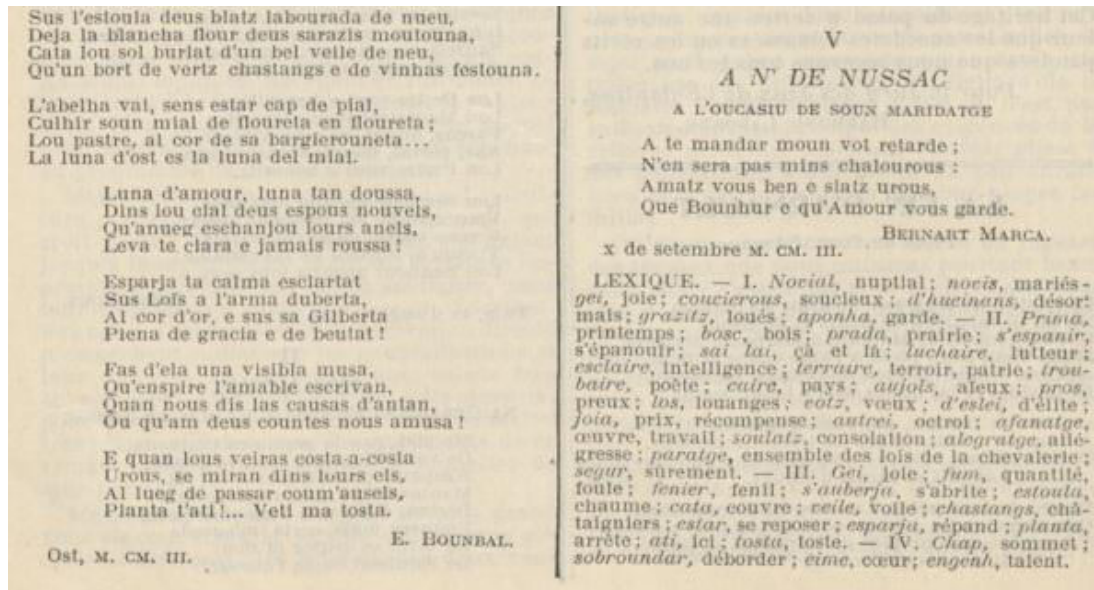 Sus l'estoula deus blatz labourada de nueu,
Deja la blancha flour deus sarazis moutouna,
Cata lou sol burlat d'un bel velle de neu,
Qu'un bort de vertz chastangs e de vinhas festouna.
L'abelha vai, sens estar cap de plai,
Culhir soun mial de floureta en floureta;
Lou pastre, al cor de sa bargierouneta...
La luna d'ost es la luna del mial.
Luna d'amour, luna tan doussa,
Dins lou cial deus espous nouvels,
Qu'anueg eschanjou lours anels,
Leva te clara e jamais roussa!
Esparja ta calma esclartat
Sus Loïs a l'arma duberta,
Al cor d'or, e sus sa Gilberta
Plena de gracia e de beutat!
Fas d'ela una visibla musa,
Qu'enspire l'amable escrivan,
Quan nous dis las causas d'antan,
Ou qu'am deus countes nous amusa!
E quan lous veiras costa-a-costa
Urous, se miran dins lours els,
Al lueg de passar coum'ausels,
Planta t'ati!... Veti ma tosta.
E. BOUNBAL.
Ost, M. CM. III.
V
A N' DE NUSSAC
A L'OUCASIU DE SOUN MARIDATGE
A te mandar moun vot retarde;
N'en sera pas mins chalourous:
Amatz vous ben e siatz urous,
Que Bounhur e qu'Amour vous garde.
BERNART MARCA.
X de setembre M. CM. III.
LEXIQUE. — I. Novial, nuptial; novis, mariés-
gei, joie; coucierous, soucieux; d'hucinans, désor:
mais; grazitz, loués; aponha, garde. — II. Prima,
printemps; bosc, bois; prada, prairie; s'espanir,
s'épanouir; sai lai, çà et là; luchaire, lutteur;
esclaire, intelligence; terraire, terroir, patrie; trou-
baire, poète; caire, pays; aujols, aïeux; pros,
preux; los, louanges; votz, vœux; d'eslei, d'élite;
joia, prix, récompense; autrei, octroi; afanatge,
œuvre, travail; soulatz, consolation; alegratge, allé-
gresse; paratge, ensemble des lois de la chevalerie;
segur, sûrement. — III. Gei, joie; fum, quantité,
foule; fenier, fenil; s'auberja, s'abrite; estoula,
chaume; cata, couvre; veile, voile; chastangs, châ-
taigniers; estar, se reposer; esparja, répand; planta,
arrête; ati, ici; tosta, toste. — IV. Chap, sommet;
sobroundar, déborder; eime, cœur; engenh, talent.